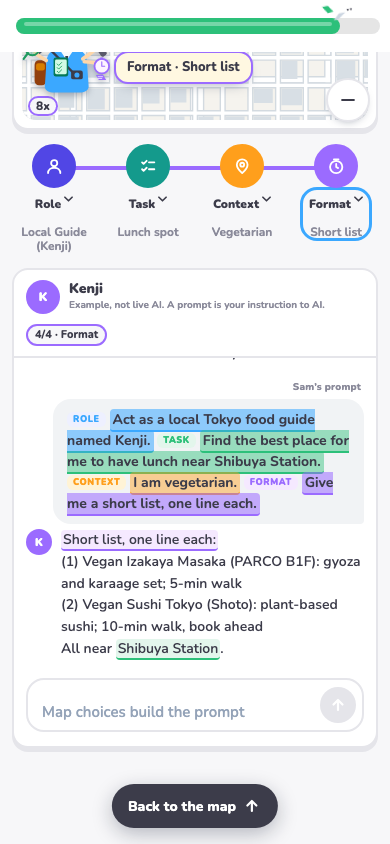 Format · Short list
8x
Role
Task
Context
Format
Local Guide
(Kenji)
Lunch spot
Vegetarian
Short list
K
Kenji
Example, not live AI. A prompt is your instruction to AI.
4/4 · Format
Sam's prompt
ROLE Act as a local Tokyo food guide
named Kenji. TASK Find the best place for
me to have lunch near Shibuya Station.
CONTEXT I am vegetarian. FORMAT Give
me a short list, one line each.
K
Short list, one line each:
(1) Vegan Izakaya Masaka (PARCO B1F): gyoza
and karaage set; 5-min walk
(2) Vegan Sushi Tokyo (Shoto): plant-based
sushi; 10-min walk, book ahead
All near Shibuya Station.
Map choices build the prompt
Back to the map ↑